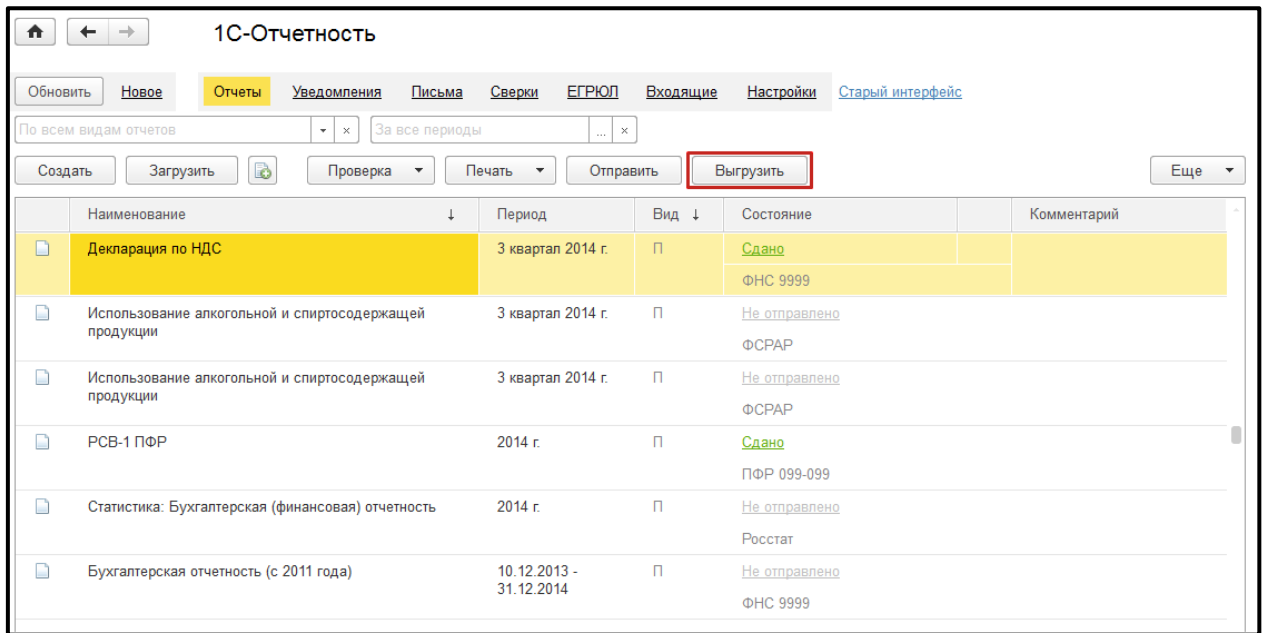 1С-Отчетность
Обновить Новое Отчеты Уведомления Письма Сверки ЕГРЮЛ Входящие Настройки Старый интерфейс
По всем видам отчетов За все периоды
Создать Загрузить Проверка Печать Отправить Выгрузить Еще
Наименование Период Вид Состояние Комментарий
Декларация по НДС 3 квартал 2014 г. П Сдано
ФНС 9999
Использование алкогольной и спиртосодержащей 3 квартал 2014 г. П Не отправлено
продукции
ФСРАР
Использование алкогольной и спиртосодержащей 3 квартал 2014 г. П Не отправлено
продукции
ФСРАР
РСВ-1 ПФР 2014 г. П Сдано
ПФР 099-099
Статистика: Бухгалтерская (финансовая) отчетность 2014 г. П Не отправлено
Росстат
Бухгалтерская отчетность (с 2011 года) 10.12.2013 - П Не отправлено
31.12.2014
ФНС 9999